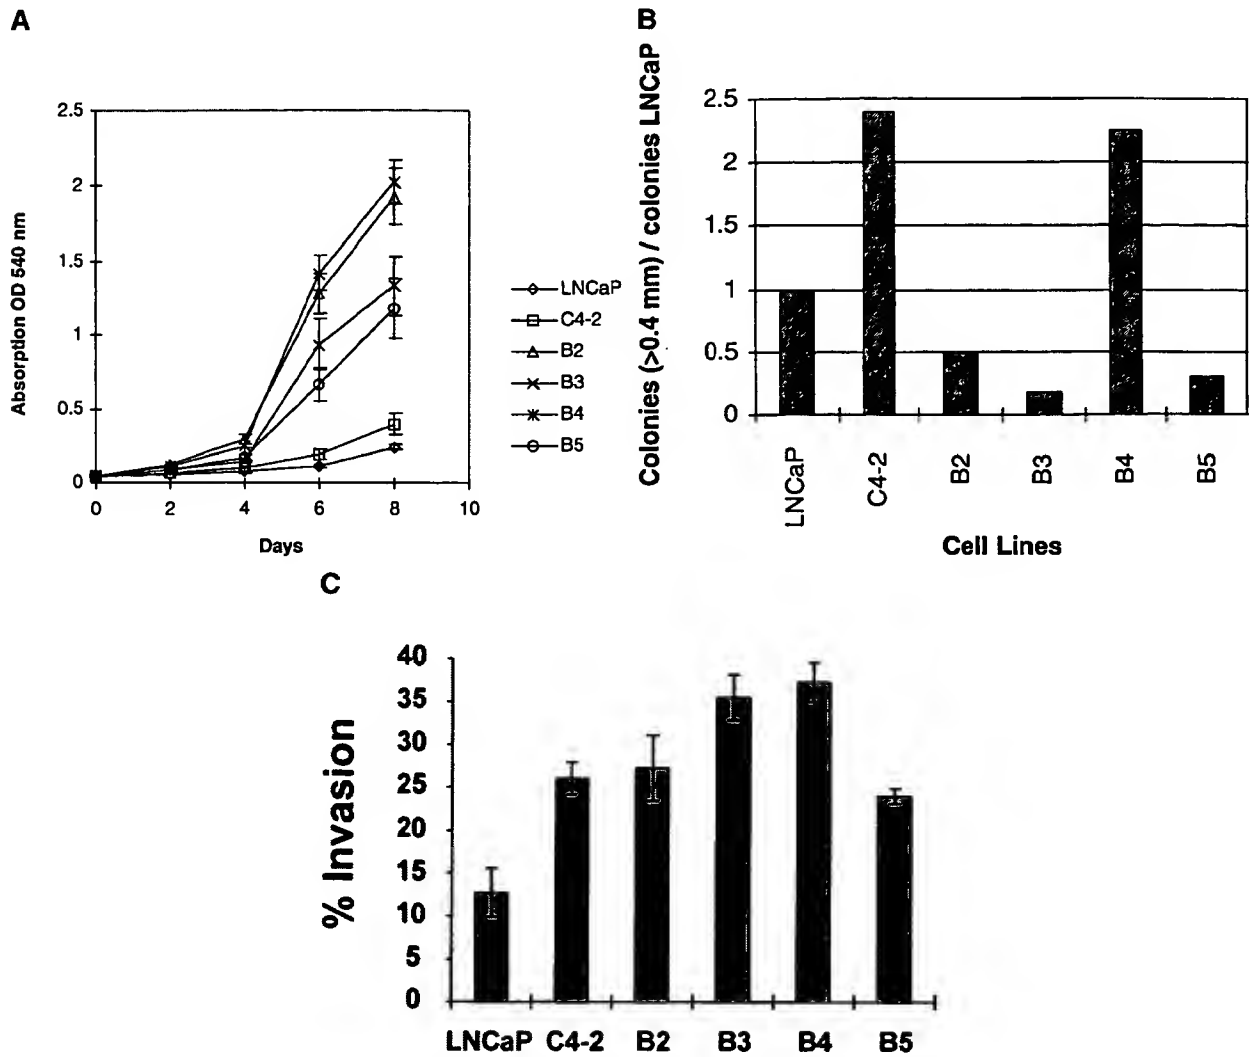 A
Absorption OD 540 nm
2.5
2
1.5
1
0.5
0
0 2 4 6 8 10
Days
LNCaP
C4-2
B2
B3
B4
B5
B
Colonies (>0.4 mm) / colonies LNCaP
2.5
2
1.5
1
0.5
0
LNCaP C4-2 B2 B3 B4 B5
Cell Lines
C
% Invasion
40
35
30
25
20
15
10
5
0
LNCaP C4-2 B2 B3 B4 B5